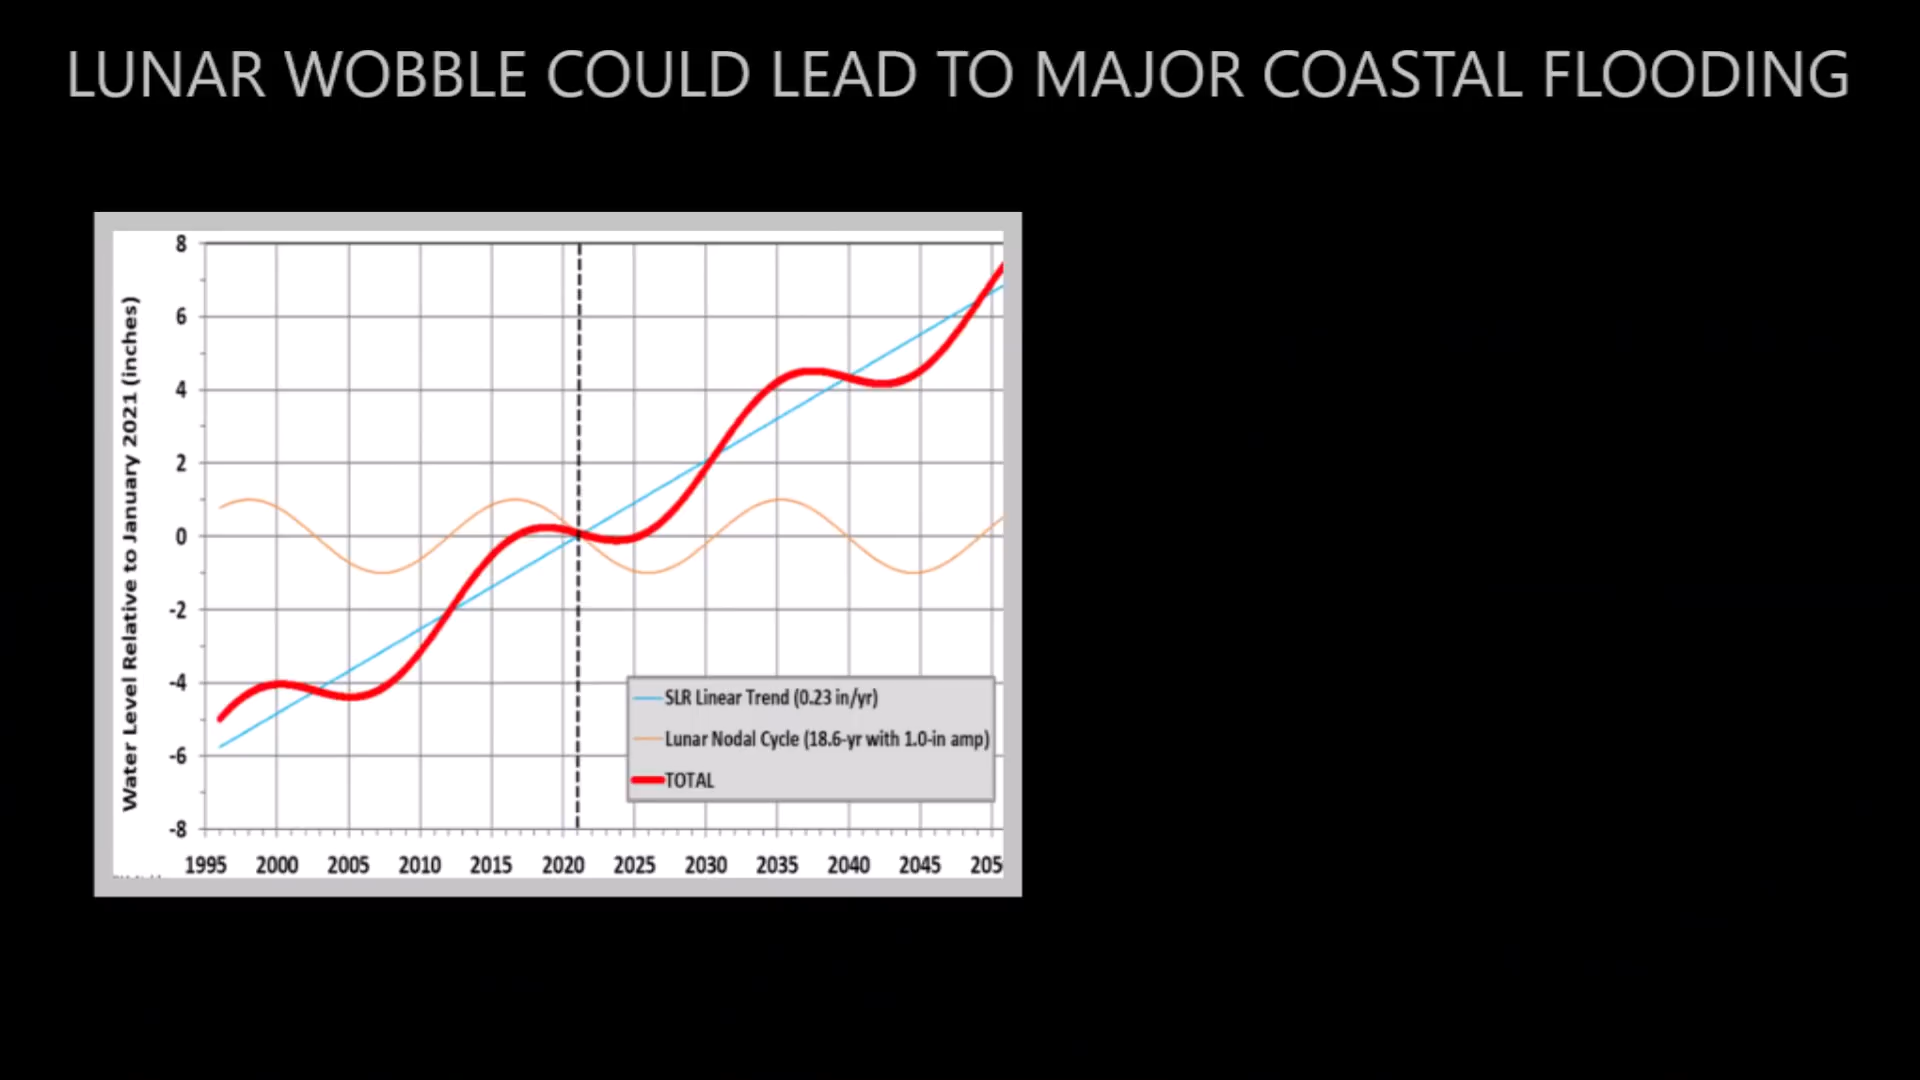 LUNAR WOBBLE COULD LEAD TO MAJOR COASTAL FLOODING
Water Level Relative to January 2021 (inches)
8
6
4
2
0
-2
-4
-6
-8
SLR Linear Trend (0.23 in/yr)
Lunar Nodal Cycle (18.6-yr with 1.0-in amp)
TOTAL
1995 2000 2005 2010 2015 2020 2025 2030 2035 2040 2045 205